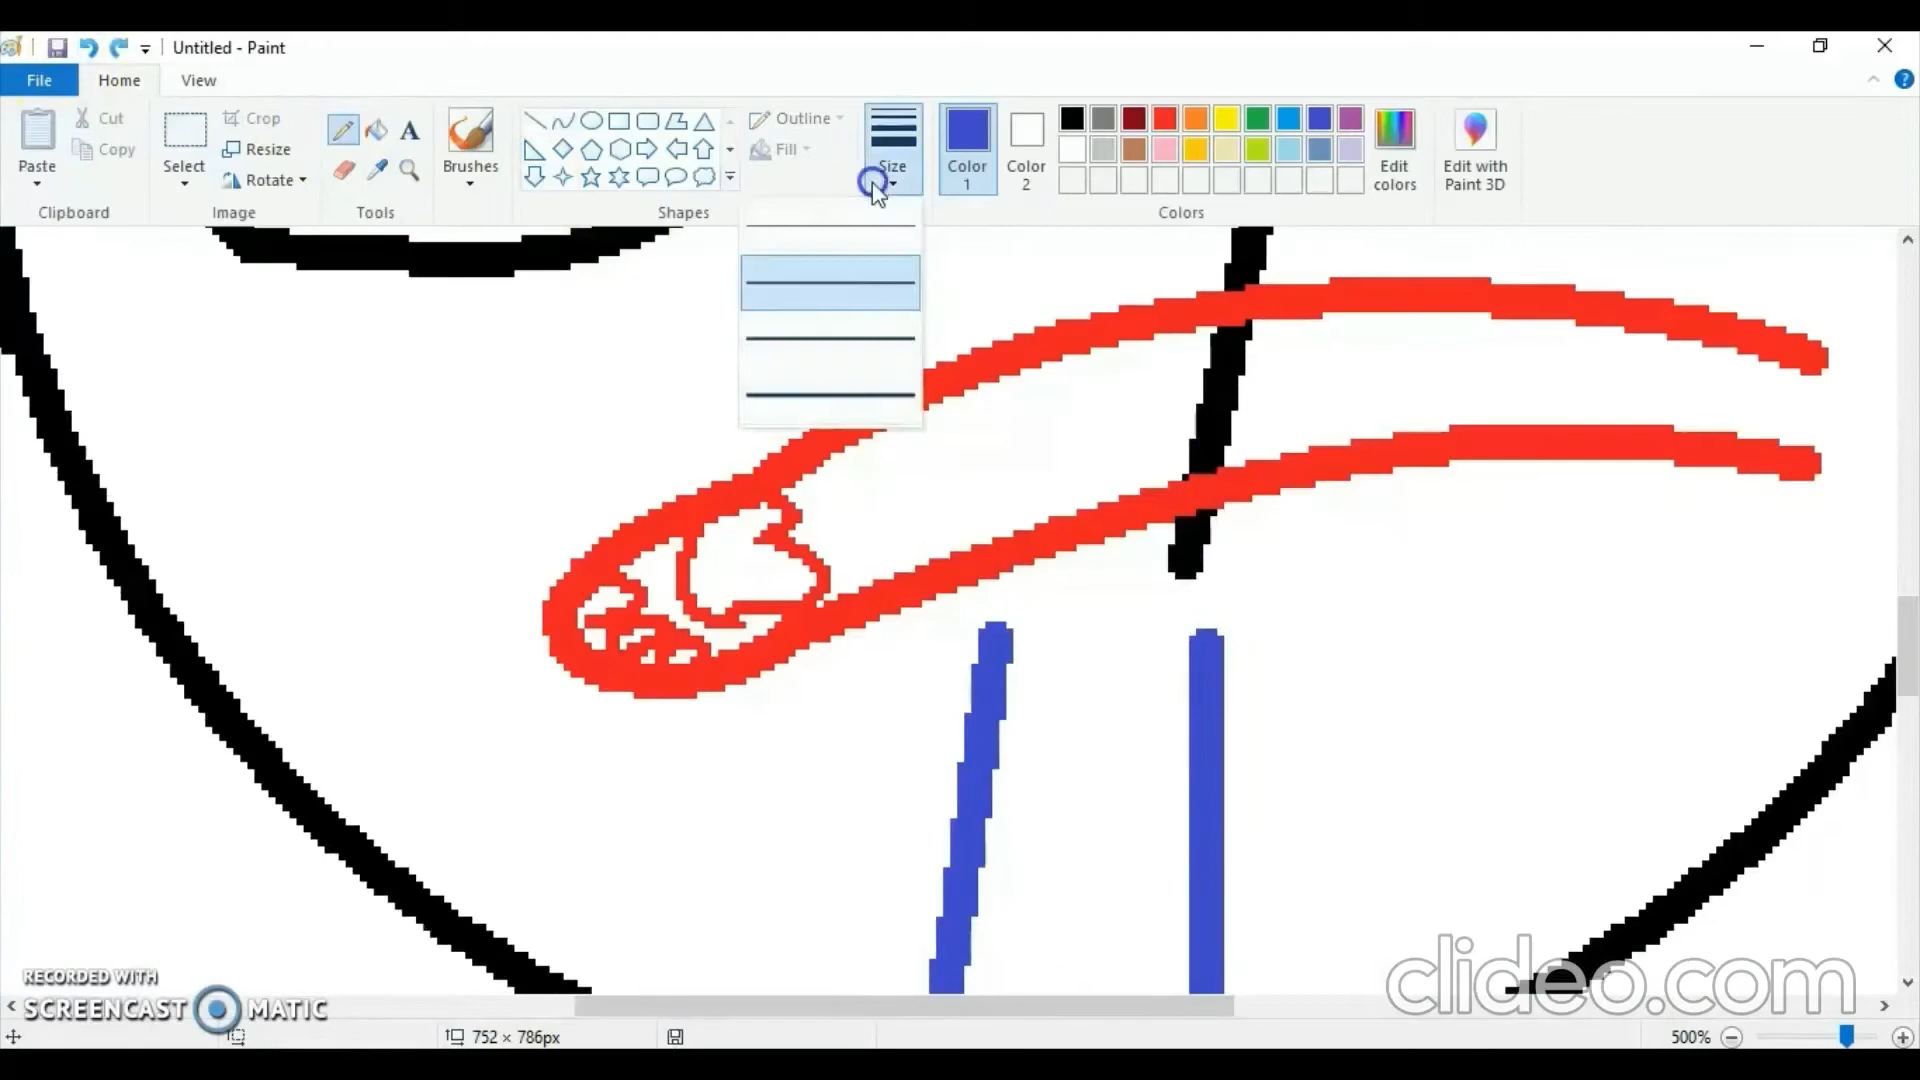 Untitled - Paint
File Home View
Paste
Cut
Copy
Clipboard
Select
Crop
Resize
Rotate
Image
A
Tools
Brushes
Shapes
Outline
Fill
Size
Color 1
Color 2
Colors
Edit colors
Edit with Paint 3D
RECORDED WITH
SCREENCAST MATIC
clideo.com
752 × 786px
500%